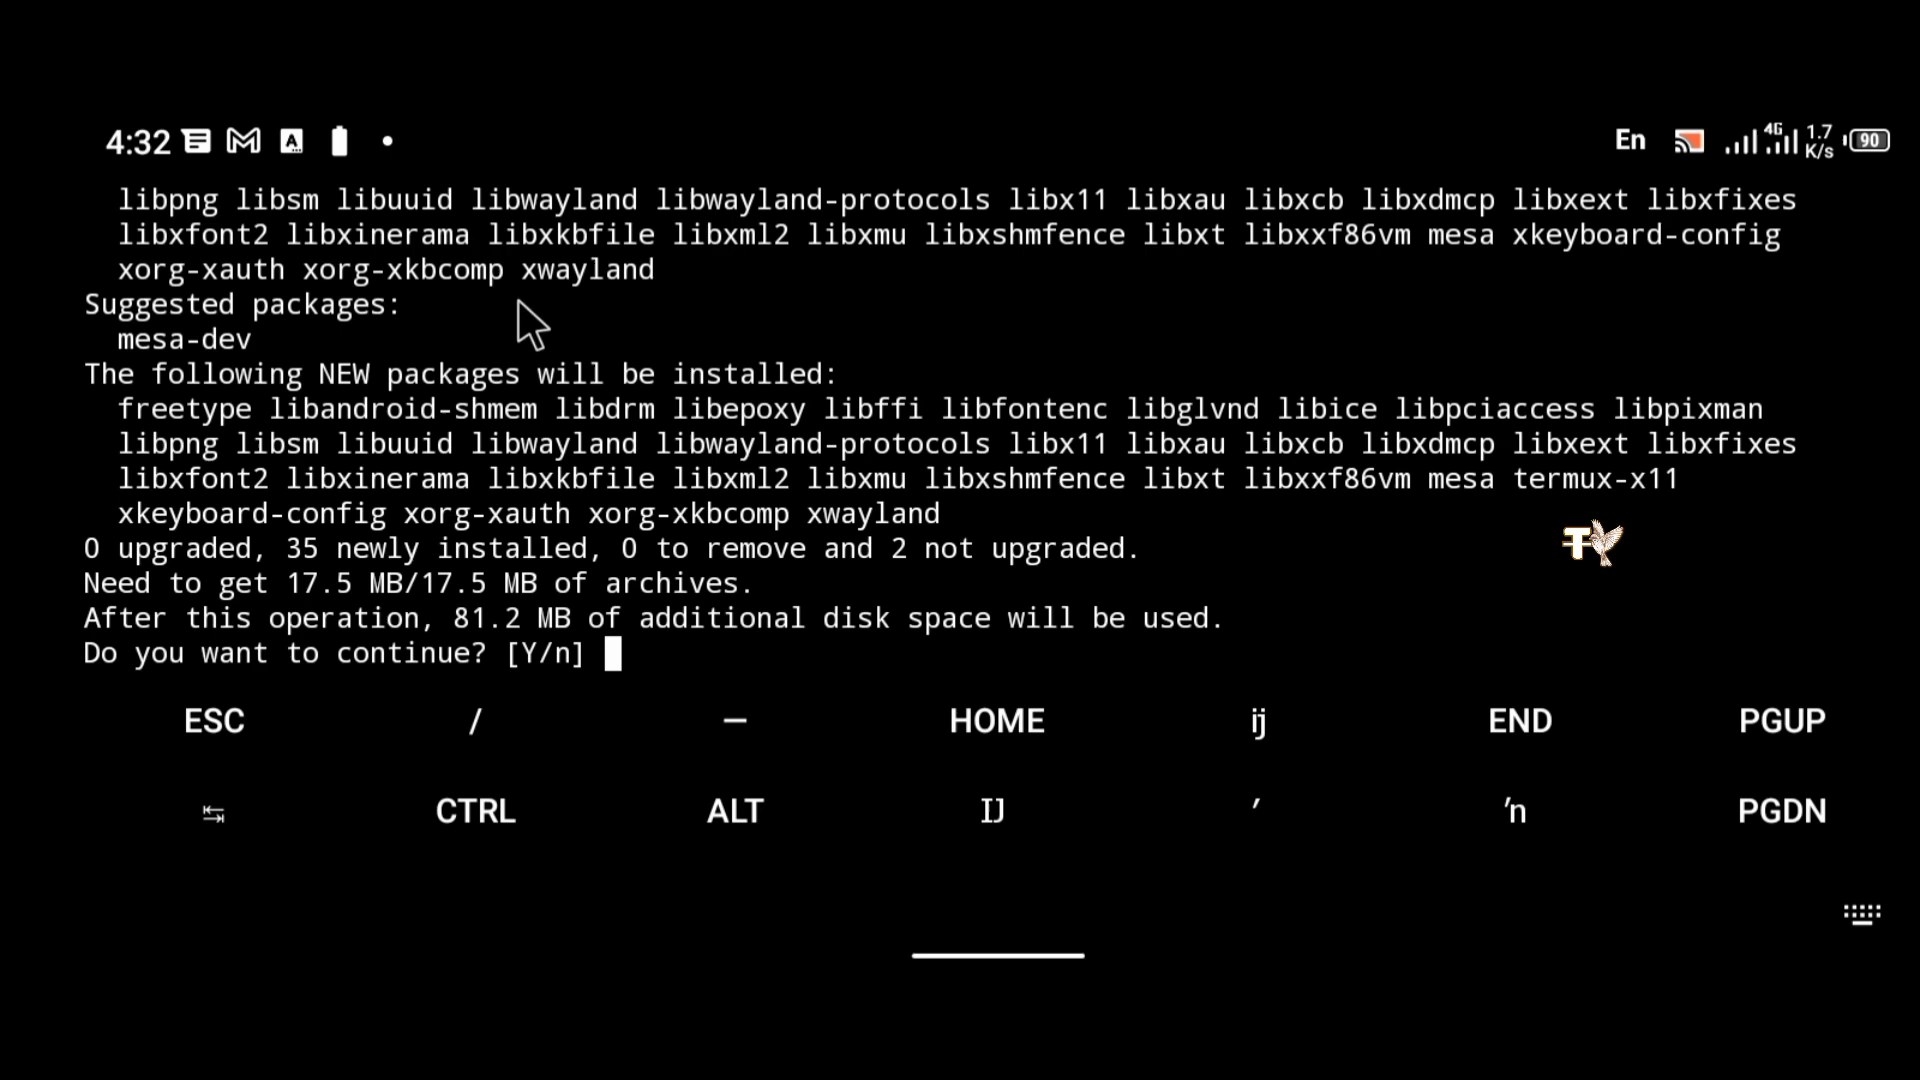 4:32 A En 4G 1.7 K/s 90
libpng libsm libuuid libwayland libwayland-protocols libx11 libxau libxcb libxdmcp libxext libxfixes
libxfont2 libxinerama libxkbfile libxml2 libxmu libxshmfence libxt libxxf86vm mesa xkeyboard-config
xorg-xauth xorg-xkbcomp xwayland
Suggested packages:
mesa-dev
The following NEW packages will be installed:
freetype libandroid-shmem libdrm libepoxy libffi libfontenc libglvnd libice libpciaccess libpixman
libpng libsm libuuid libwayland libwayland-protocols libx11 libxau libxcb libxdmcp libxext libxfixes
libxfont2 libxinerama libxkbfile libxml2 libxmu libxshmfence libxt libxxf86vm mesa termux-x11
xkeyboard-config xorg-xauth xorg-xkbcomp xwayland
0 upgraded, 35 newly installed, 0 to remove and 2 not upgraded.
Need to get 17.5 MB/17.5 MB of archives.
After this operation, 81.2 MB of additional disk space will be used.
Do you want to continue? [Y/n]
ESC / — HOME ĳ END PGUP
CTRL ALT Ĳ ′ ŉ PGDN